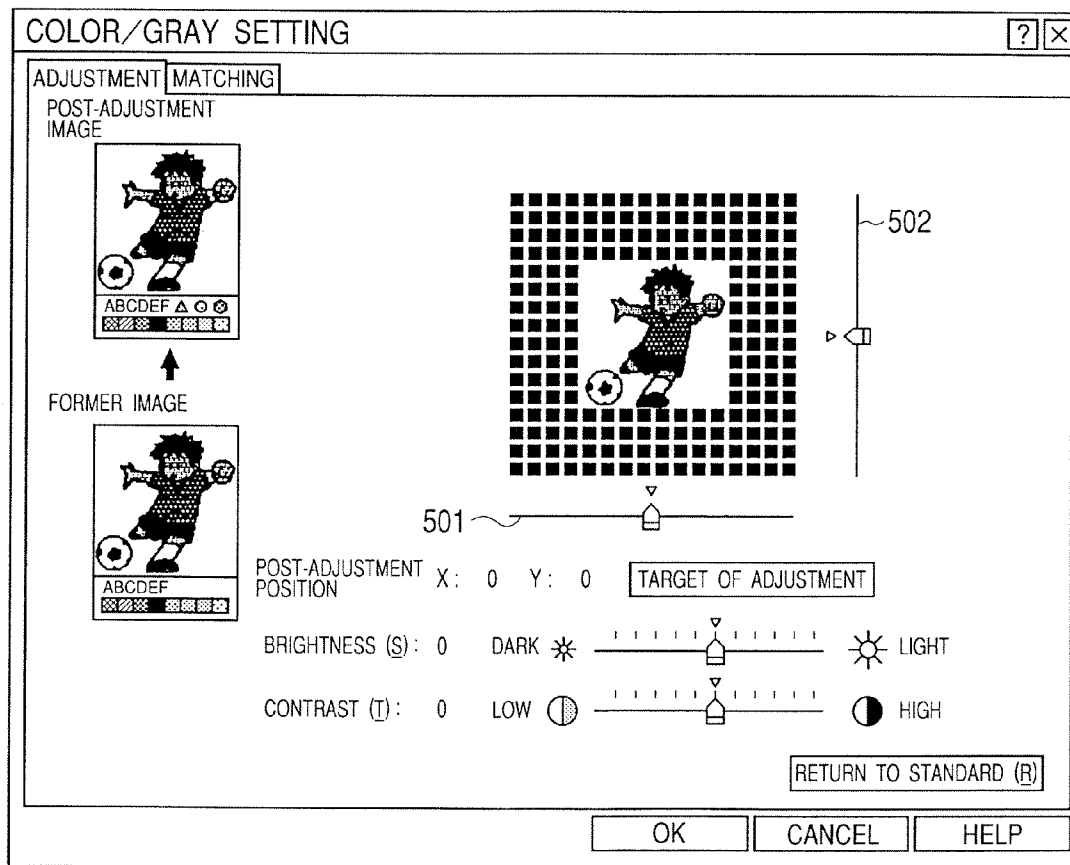 COLOR/GRAY SETTING ? ×
ADJUSTMENT MATCHING
POST-ADJUSTMENT
IMAGE
ABCDEF
FORMER IMAGE
ABCDEF
502
501
POST-ADJUSTMENT
POSITION
X: 0 Y: 0
TARGET OF ADJUSTMENT
BRIGHTNESS (S): 0 DARK LIGHT
CONTRAST (T): 0 LOW HIGH
RETURN TO STANDARD (R)
OK CANCEL HELP